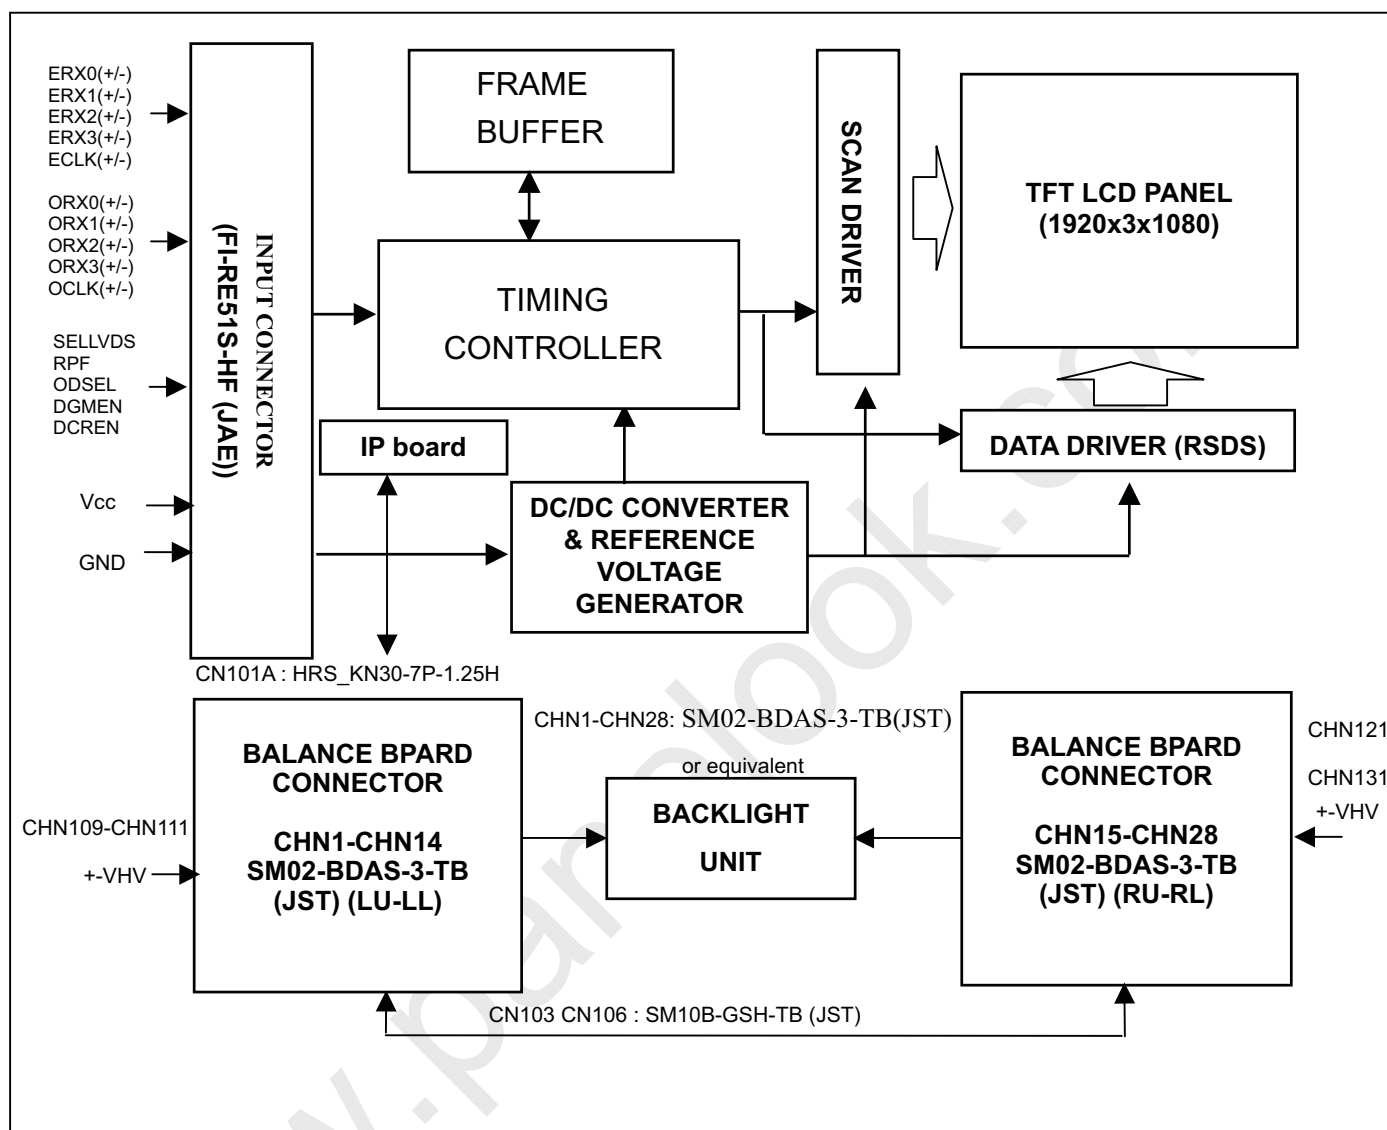 ERX0(+/-)
ERX1(+/-)
ERX2(+/-)
ERX3(+/-)
ECLK(+/-)
ORX0(+/-)
ORX1(+/-)
ORX2(+/-)
ORX3(+/-)
OCLK(+/-)
SELLVDS
RPF
ODSEL
DGMEN
DCREN
Vcc
GND
INPUT CONNECTOR
(FI-RE51S-HF (JAE))
FRAME
BUFFER
TIMING
CONTROLLER
SCAN DRIVER
TFT LCD PANEL
(1920x3x1080)
IP board
DATA DRIVER (RSDS)
DC/DC CONVERTER
& REFERENCE
VOLTAGE
GENERATOR
CN101A : HRS_KN30-7P-1.25H
CHN109-CHN111
+-VHV
BALANCE BPARD
CONNECTOR
CHN1-CHN14
SM02-BDAS-3-TB
(JST) (LU-LL)
CHN1-CHN28: SM02-BDAS-3-TB(JST)
or equivalent
BACKLIGHT
UNIT
BALANCE BPARD
CONNECTOR
CHN15-CHN28
SM02-BDAS-3-TB
(JST) (RU-RL)
CHN121
CHN131
+-VHV
CN103 CN106 : SM10B-GSH-TB (JST)
www.panelook.com